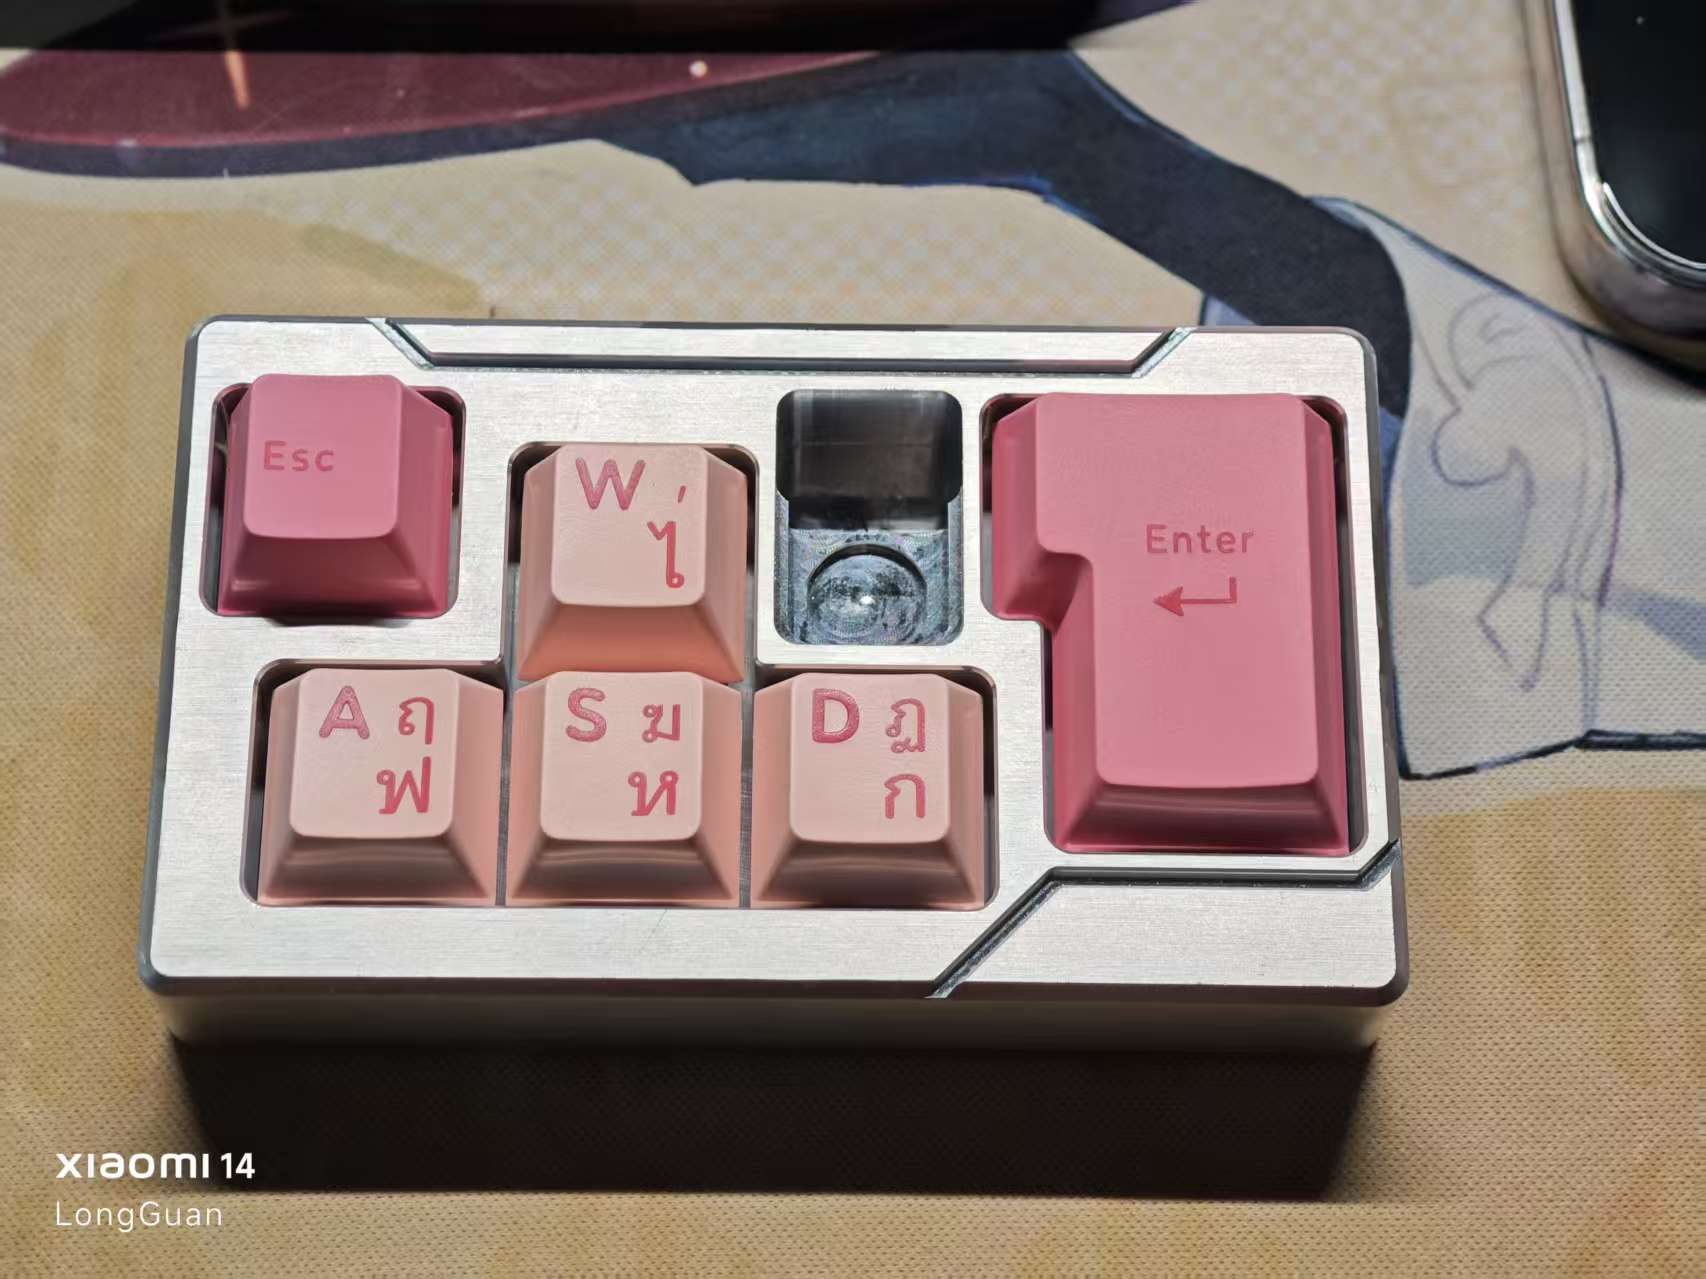 Esc
W '
ไ
Enter
A ฤ
ฟ
S ฆ
ห
D ฏ
ก
xiaomi 14
LongGuan